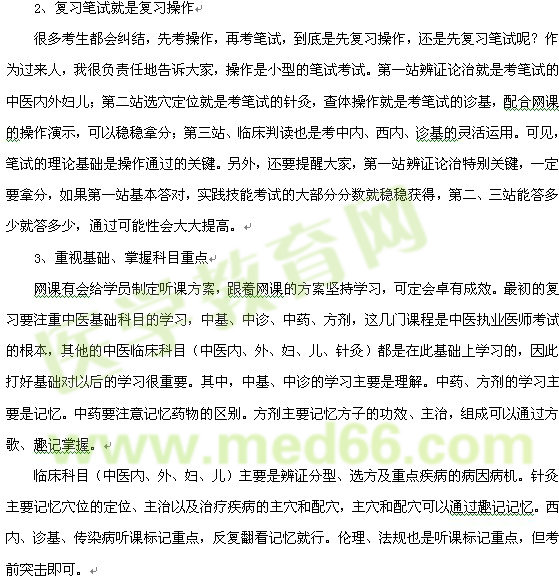 2、复习笔试就是复习操作
很多考生都会纠结，先考操作，再考笔试，到底是先复习操作，还是先复习笔试呢？作
为过来人，我很负责任地告诉大家，操作是小型的笔试考试。第一站辨证论治就是考笔试的
中医内外妇儿；第二站选穴定位就是考笔试的针灸，查体操作就是考笔试的诊基，配合网课
的操作演示，可以稳稳拿分；第三站、临床判读也是考中内、西内、诊基的灵活运用。可见，
笔试的理论基础是操作通过的关键。另外，还要提醒大家，第一站辨证论治特别关键，一定
要拿分，如果第一站基本答对，实践技能考试的大部分分数就稳稳获得，第二、三站能答多
少就答多少，通过可能性会大大提高。
3、重视基础、掌握科目重点
网课有会给学员制定听课方案，跟着网课的方案坚持学习，可定会卓有成效。最初的复
习要注重中医基础科目的学习，中基、中诊、中药、方剂，这几门课程是中医执业医师考试
的根本，其他的中医临床科目（中医内、外、妇、儿、针灸）都是在此基础上学习的，因此
打好基础对以后的学习很重要。其中，中基、中诊的学习主要是理解。中药、方剂的学习主
要是记忆。中药要注意记忆药物的区别。方剂主要记忆方子的功效、主治，组成可以通过方
歌、趣记掌握。
临床科目（中医内、外、妇、儿）主要是辨证分型、选方及重点疾病的病因病机。针灸
主要记忆穴位的定位、主治以及治疗疾病的主穴和配穴，主穴和配穴可以通过趣记记忆。西
内、诊基、传染病听课标记重点，反复翻看记忆就行。伦理、法规也是听课标记重点，但考
前突击即可。
医学教育网
www.med66.com